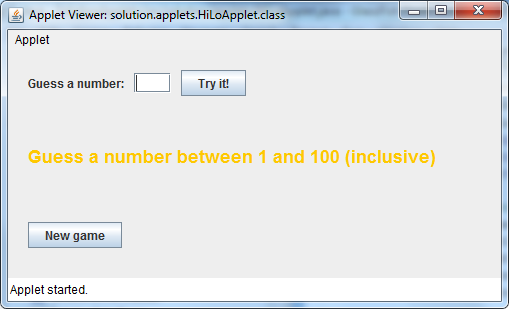 Applet Viewer: solution.applets.HiLoApplet.class
Applet
Guess a number: Try it!
Guess a number between 1 and 100 (inclusive)
New game
Applet started.